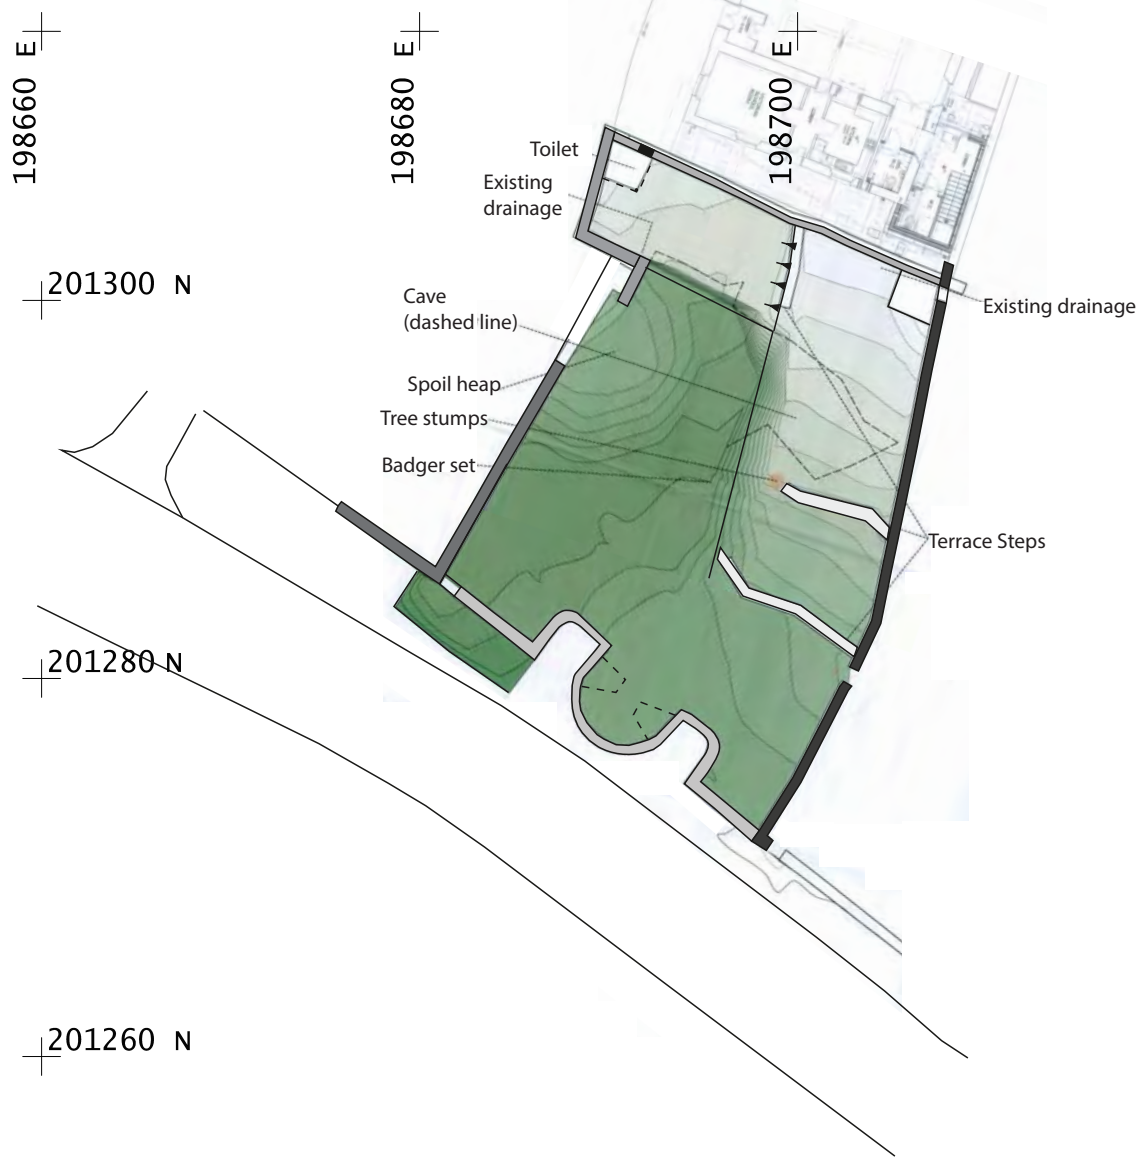 198660 E
198680 E
198700 E
Toilet
Existing
drainage
201300 N
Cave
(dashed line)
Existing drainage
Spoil heap
Tree stumps
Badger set
Terrace Steps
201280 N
201260 N